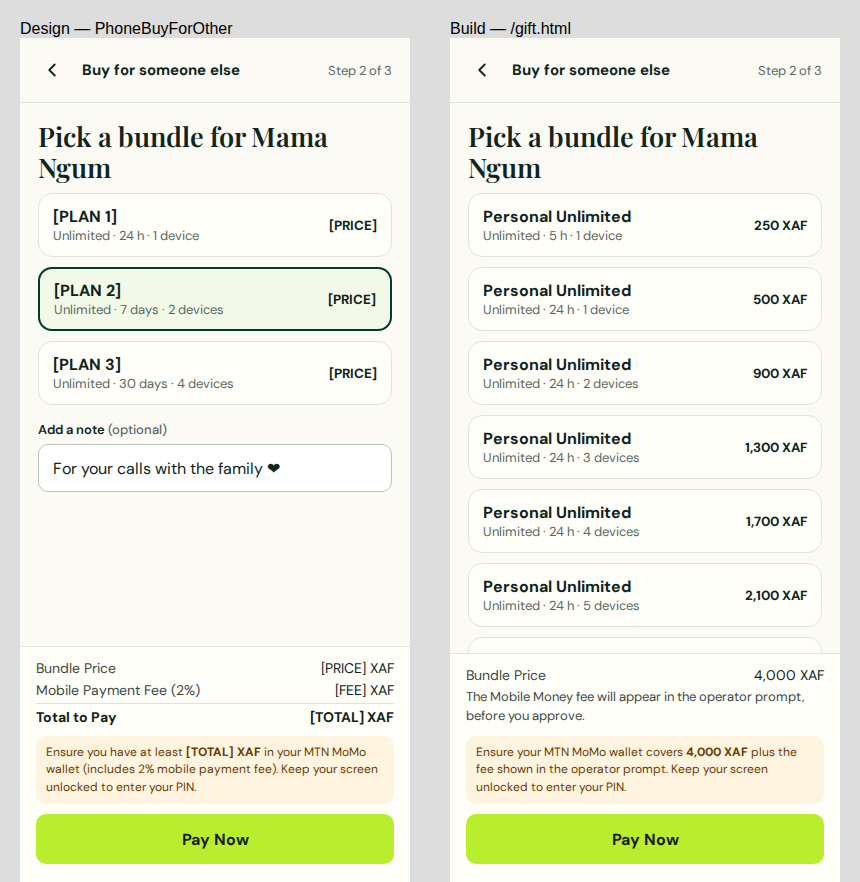 Design — PhoneBuyForOther
Buy for someone else
Step 2 of 3
Pick a bundle for Mama
Ngum
[PLAN 1]
Unlimited · 24 h · 1 device
[PRICE]
[PLAN 2]
Unlimited · 7 days · 2 devices
[PRICE]
[PLAN 3]
Unlimited · 30 days · 4 devices
[PRICE]
Add a note (optional)
For your calls with the family ❤
Bundle Price
[PRICE] XAF
Mobile Payment Fee (2%)
[FEE] XAF
Total to Pay
[TOTAL] XAF
Ensure you have at least [TOTAL] XAF in your MTN MoMo
wallet (includes 2% mobile payment fee). Keep your screen
unlocked to enter your PIN.
Pay Now
Build — /gift.html
Buy for someone else
Step 2 of 3
Pick a bundle for Mama
Ngum
Personal Unlimited
Unlimited · 5 h · 1 device
250 XAF
Personal Unlimited
Unlimited · 24 h · 1 device
500 XAF
Personal Unlimited
Unlimited · 24 h · 2 devices
900 XAF
Personal Unlimited
Unlimited · 24 h · 3 devices
1,300 XAF
Personal Unlimited
Unlimited · 24 h · 4 devices
1,700 XAF
Personal Unlimited
Unlimited · 24 h · 5 devices
2,100 XAF
Bundle Price
4,000 XAF
The Mobile Money fee will appear in the operator prompt,
before you approve.
Ensure your MTN MoMo wallet covers 4,000 XAF plus the
fee shown in the operator prompt. Keep your screen
unlocked to enter your PIN.
Pay Now